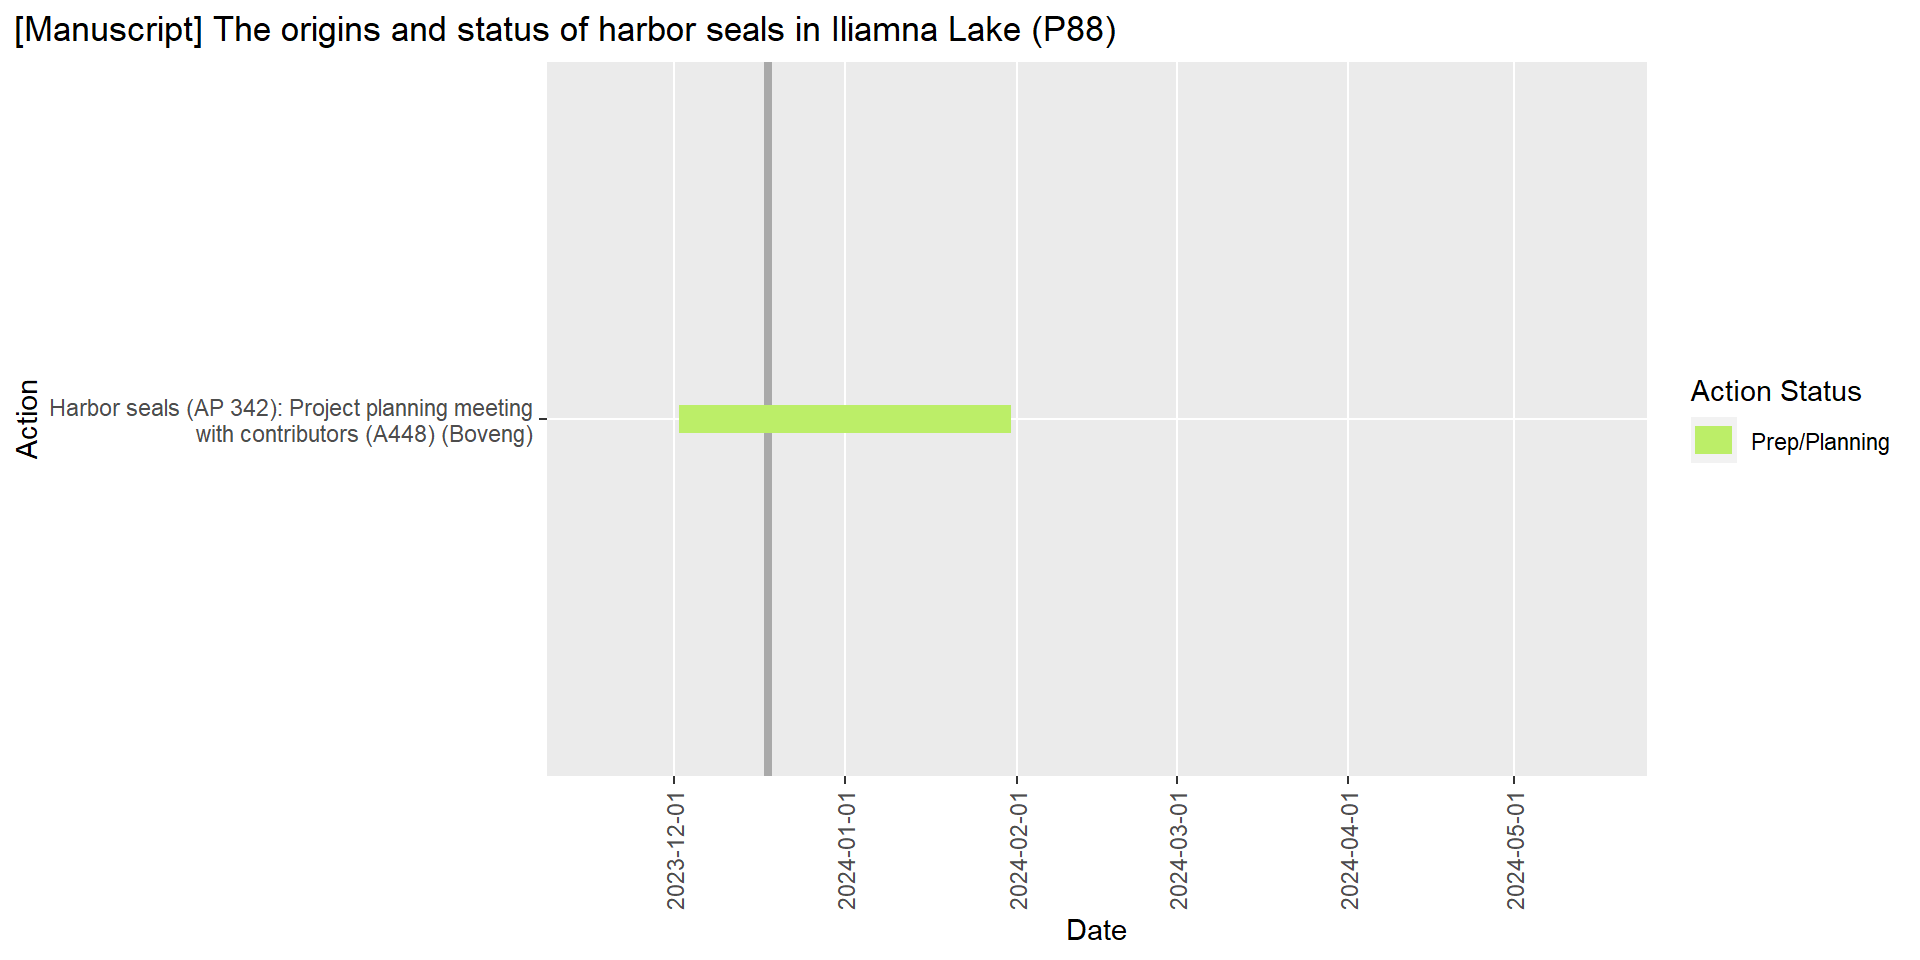 [Manuscript] The origins and status of harbor seals in Iliamna Lake (P88)
Action
Harbor seals (AP 342): Project planning meeting
with contributors (A448) (Boveng)
Action Status
Prep/Planning
2023-12-01
2024-01-01
2024-02-01
2024-03-01
2024-04-01
2024-05-01
Date